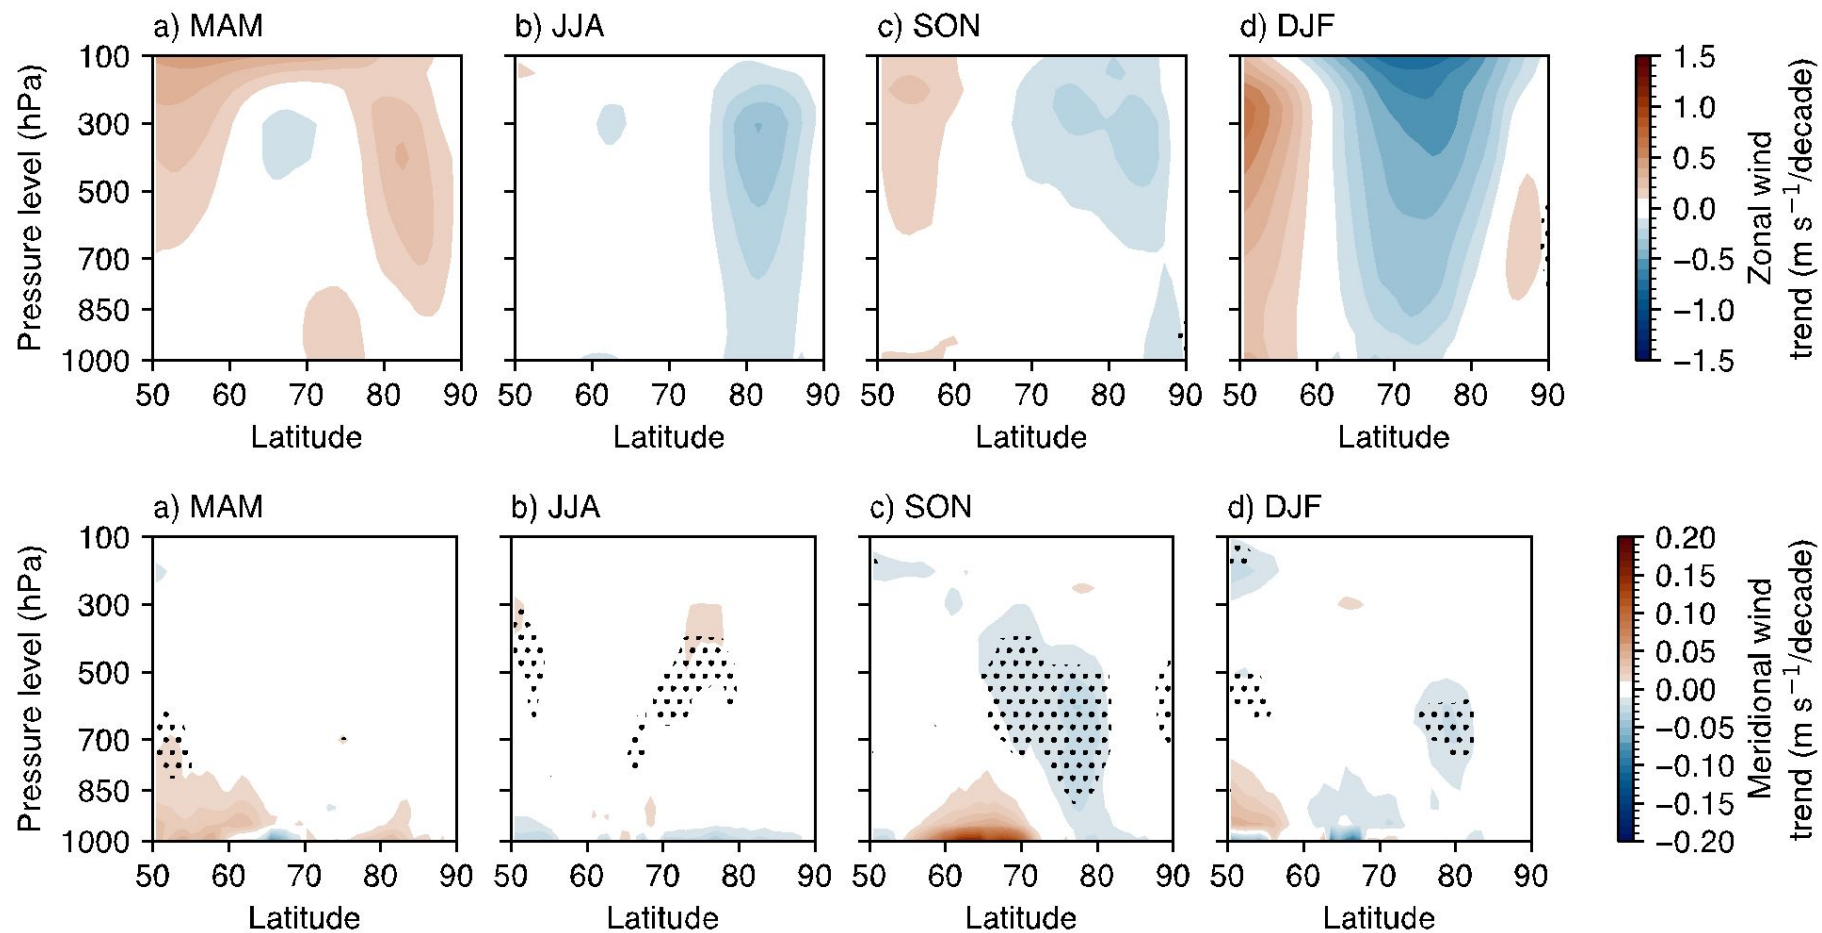 a) MAM
b) JJA
c) SON
d) DJF
Pressure level (hPa)
100
300
500
700
850
1000
50 60 70 80 90
50 60 70 80 90
50 60 70 80 90
50 60 70 80 90
Latitude
Latitude
Latitude
Latitude
1.5
1.0
0.5
0.0
−0.5
−1.0
−1.5
Zonal wind
trend (m s−1/decade)
a) MAM
b) JJA
c) SON
d) DJF
Pressure level (hPa)
100
300
500
700
850
1000
50 60 70 80 90
50 60 70 80 90
50 60 70 80 90
50 60 70 80 90
Latitude
Latitude
Latitude
Latitude
0.20
0.15
0.10
0.05
0.00
−0.05
−0.10
−0.15
−0.20
Meridional wind
trend (m s−1/decade)